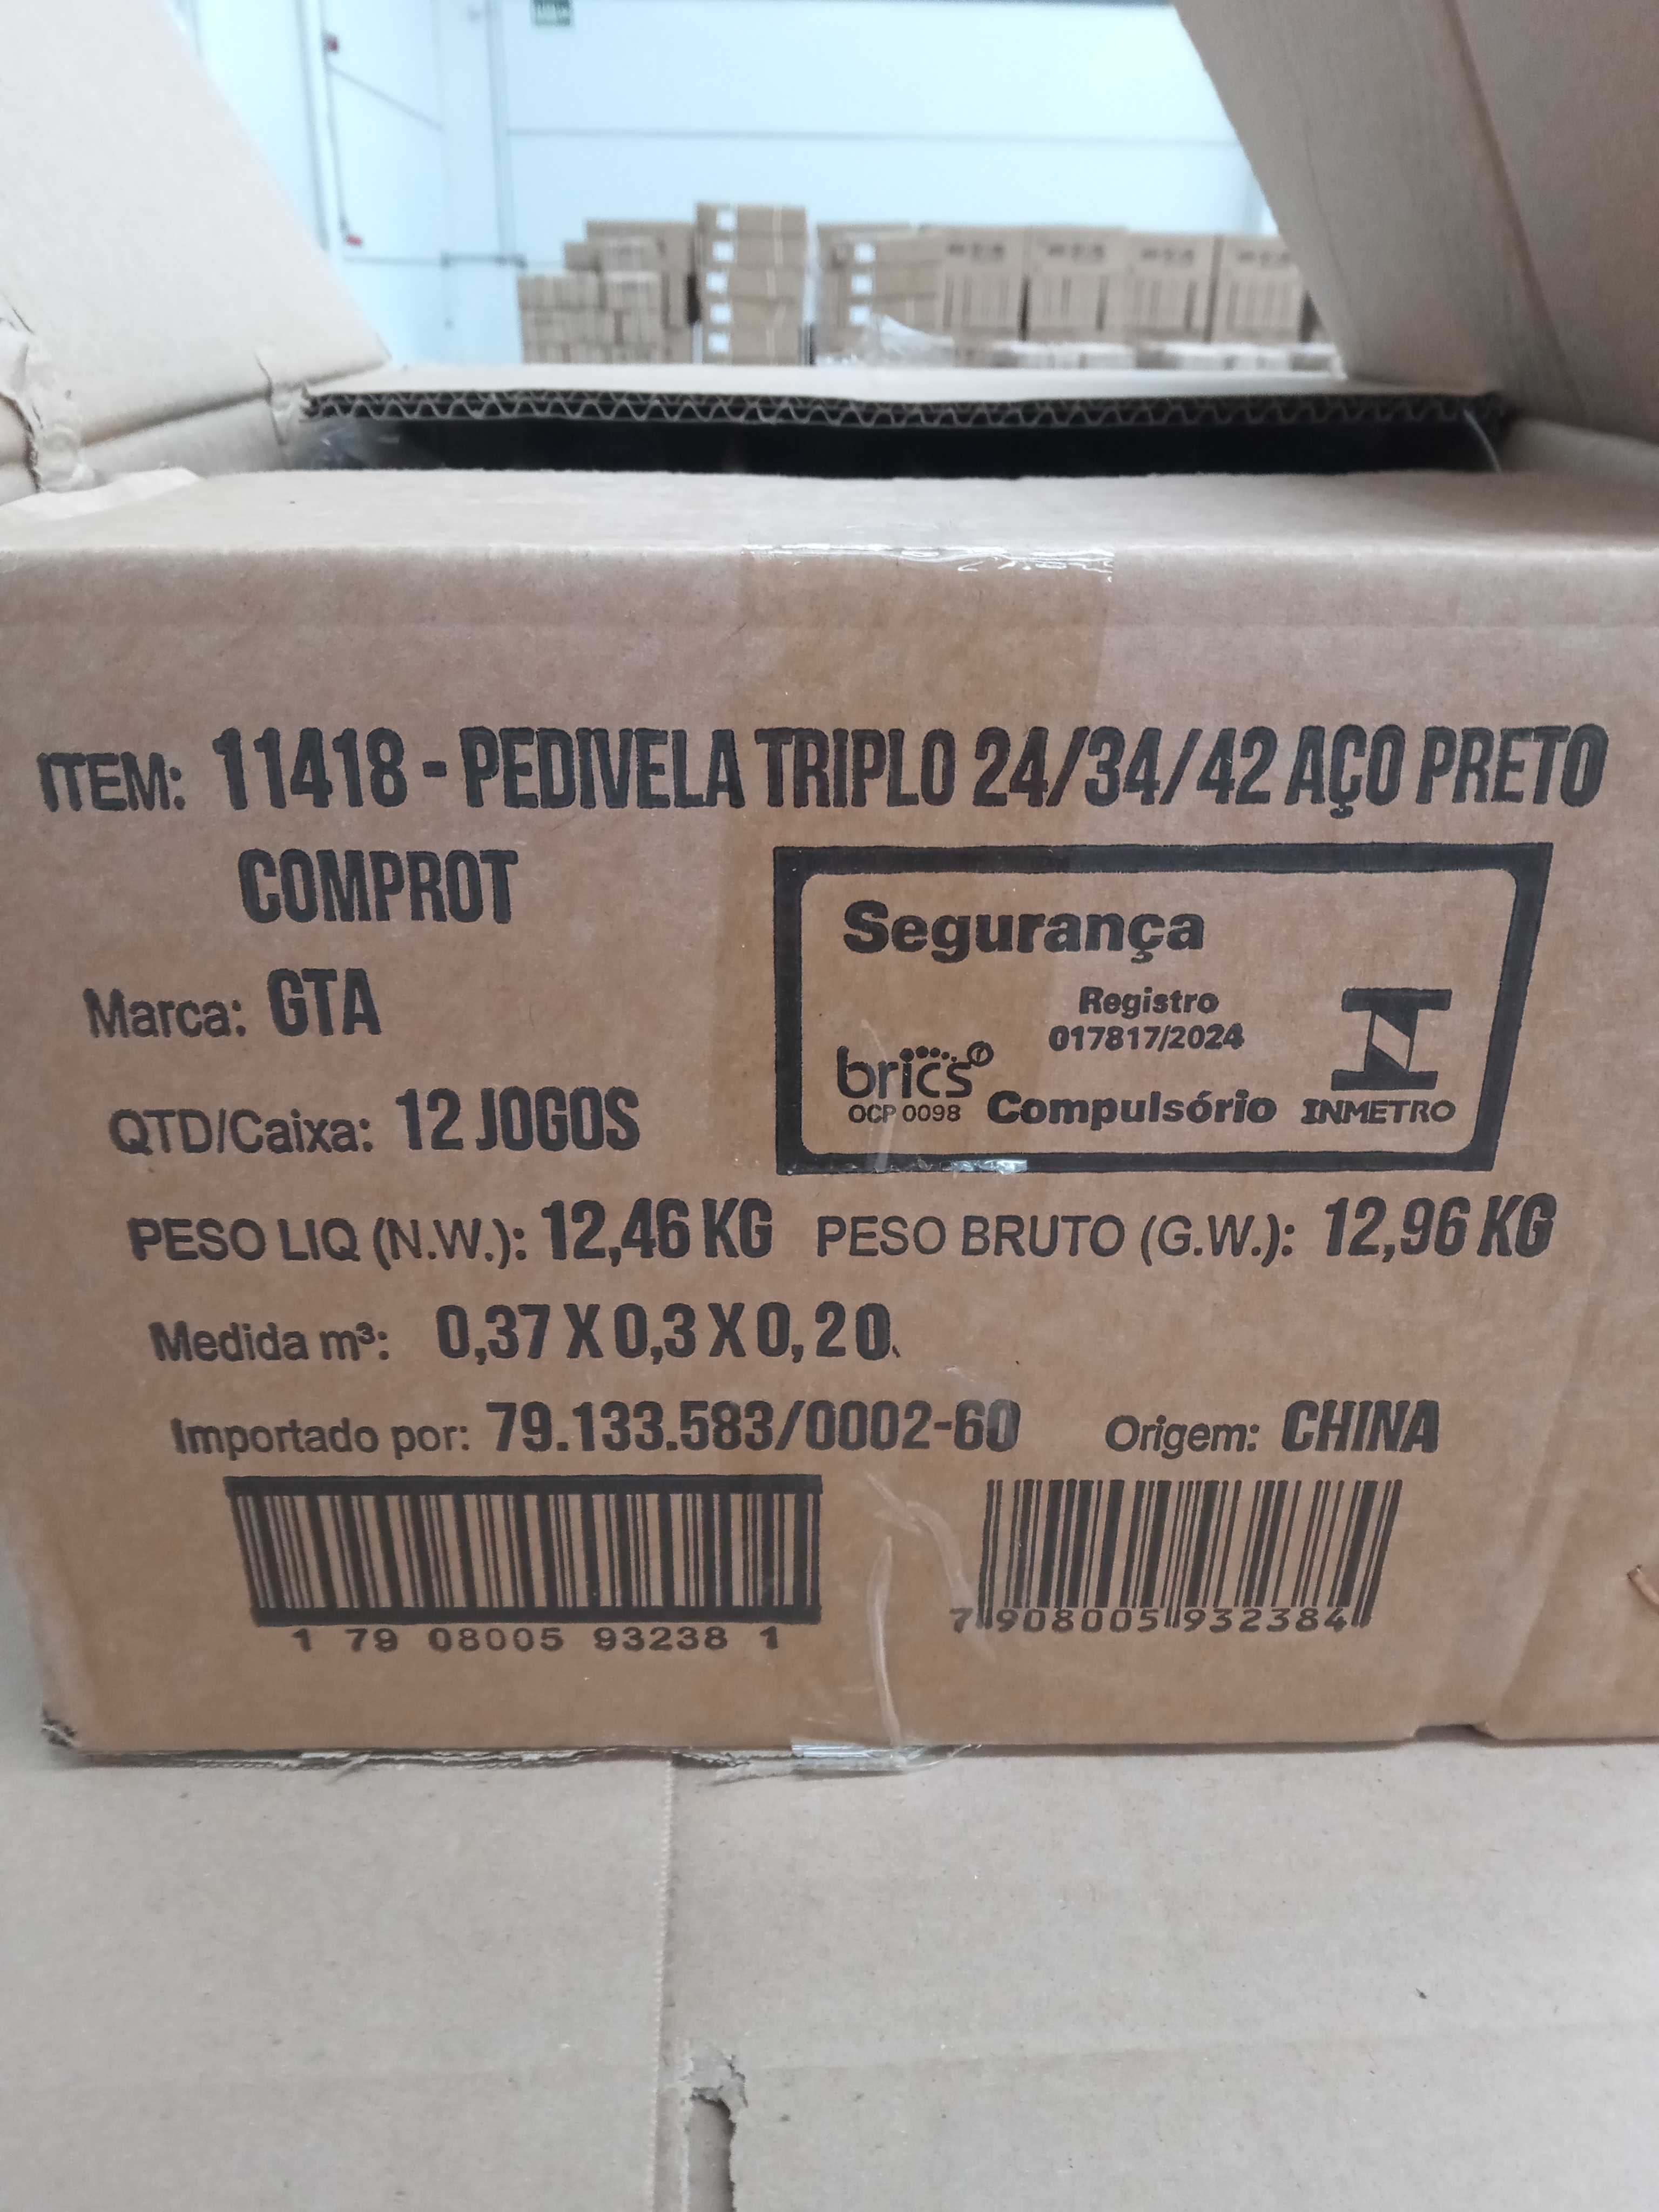 ITEM: 11418 - PEDIVELA TRIPLO 24/34/42 AÇO PRETO
COMPROT
Marca: GTA
QTD/Caixa: 12 JOGOS
Segurança
Registro
017817/2024
brics
OCP 0098
Compulsório
INMETRO
PESO LIQ (N.W.): 12,46 KG PESO BRUTO (G.W.): 12,96 KG
Medida m³: 0,37 X 0,3 X 0,20
Importado por: 79.133.583/0002-60 Origem: CHINA
1 79 08005 93238 1
7 908005 932384